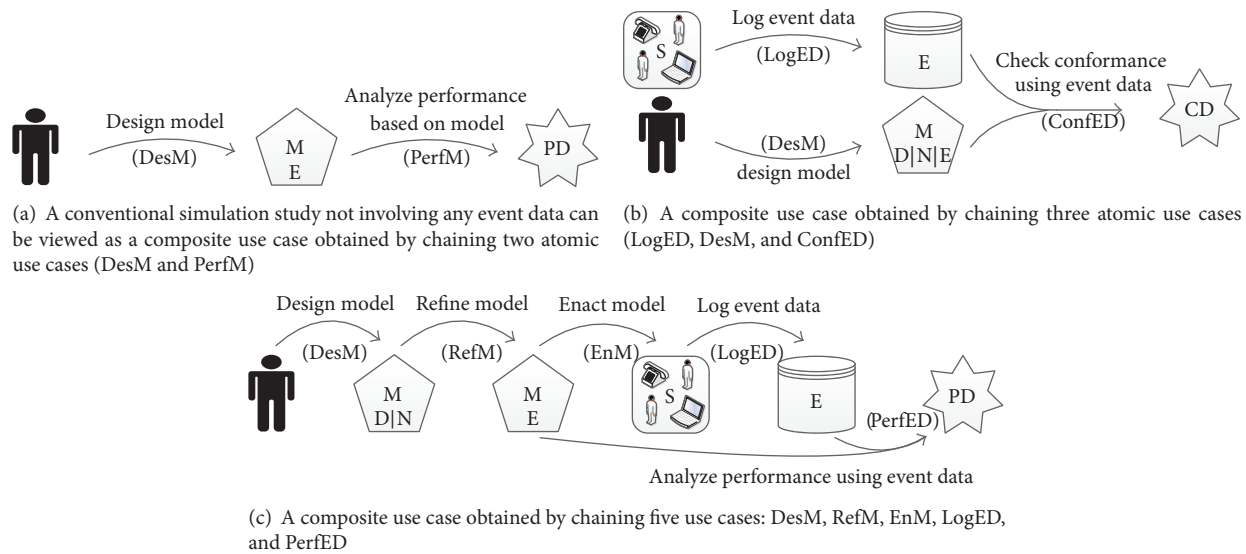 Design model
(DesM)
M
E
Analyze performance
based on model
(PerfM)
PD
(a) A conventional simulation study not involving any event data can
be viewed as a composite use case obtained by chaining two atomic
use cases (DesM and PerfM)
S
Log event data
(LogED)
E
(DesM)
design model
M
D|N|E
Check conformance
using event data
(ConfED)
CD
(b) A composite use case obtained by chaining three atomic use cases
(LogED, DesM, and ConfED)
Design model
(DesM)
M
D|N
Refine model
(RefM)
M
E
Enact model
(EnM)
S
Log event data
(LogED)
E
(PerfED)
PD
Analyze performance using event data
(c) A composite use case obtained by chaining five use cases: DesM, RefM, EnM, LogED,
and PerfED